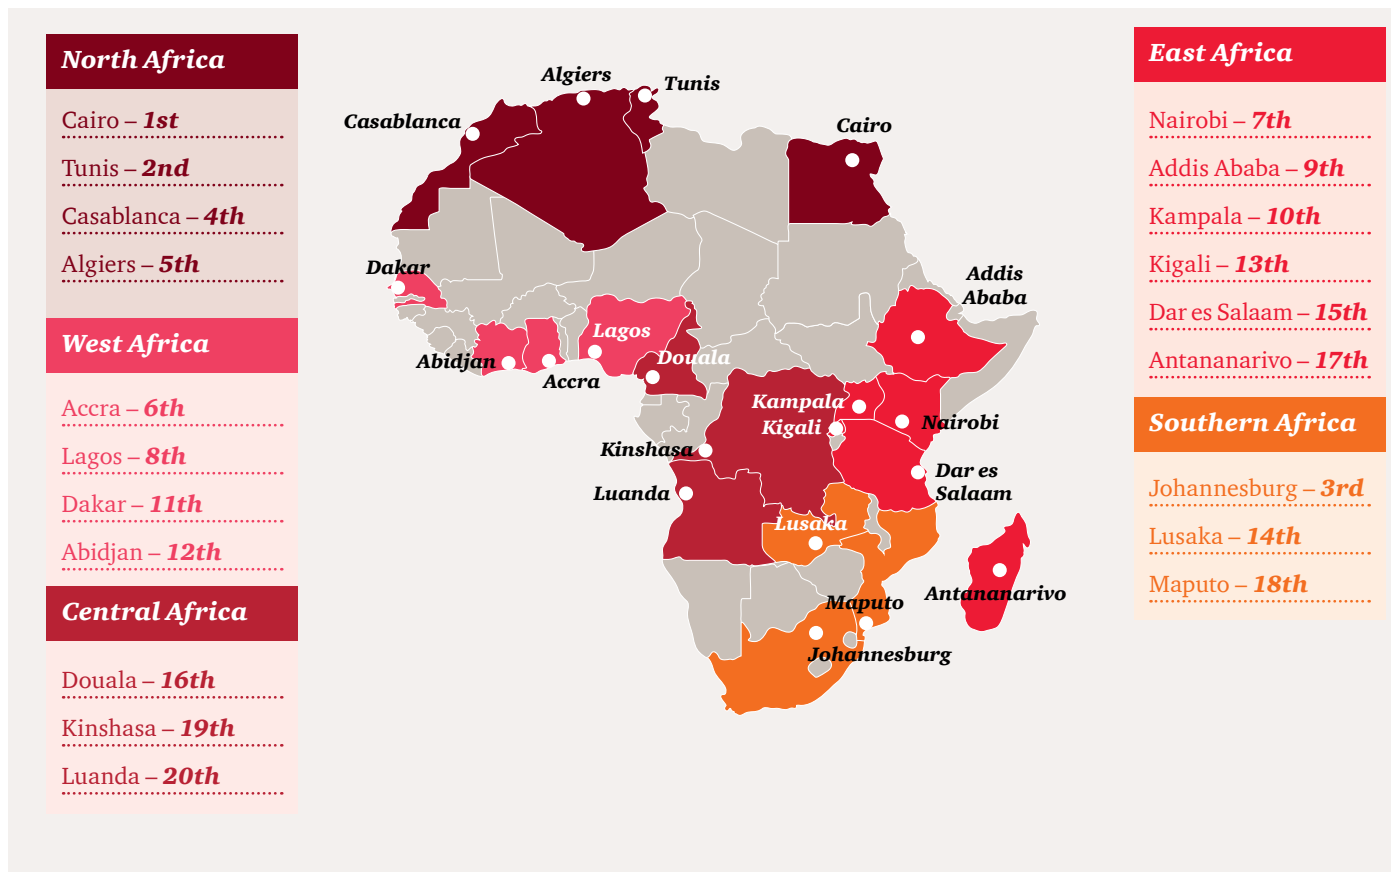 North Africa
Cairo – 1st
Tunis – 2nd
Casablanca – 4th
Algiers – 5th
West Africa
Accra – 6th
Lagos – 8th
Dakar – 11th
Abidjan – 12th
Central Africa
Douala – 16th
Kinshasa – 19th
Luanda – 20th
Algiers
Tunis
Casablanca
Cairo
Dakar
Addis
Ababa
Lagos
Abidjan
Douala
Accra
Kampala
Kigali
Nairobi
Kinshasa
Dar es
Salaam
Luanda
Lusaka
Antananarivo
Maputo
Johannesburg
East Africa
Nairobi – 7th
Addis Ababa – 9th
Kampala – 10th
Kigali – 13th
Dar es Salaam – 15th
Antananarivo – 17th
Southern Africa
Johannesburg – 3rd
Lusaka – 14th
Maputo – 18th